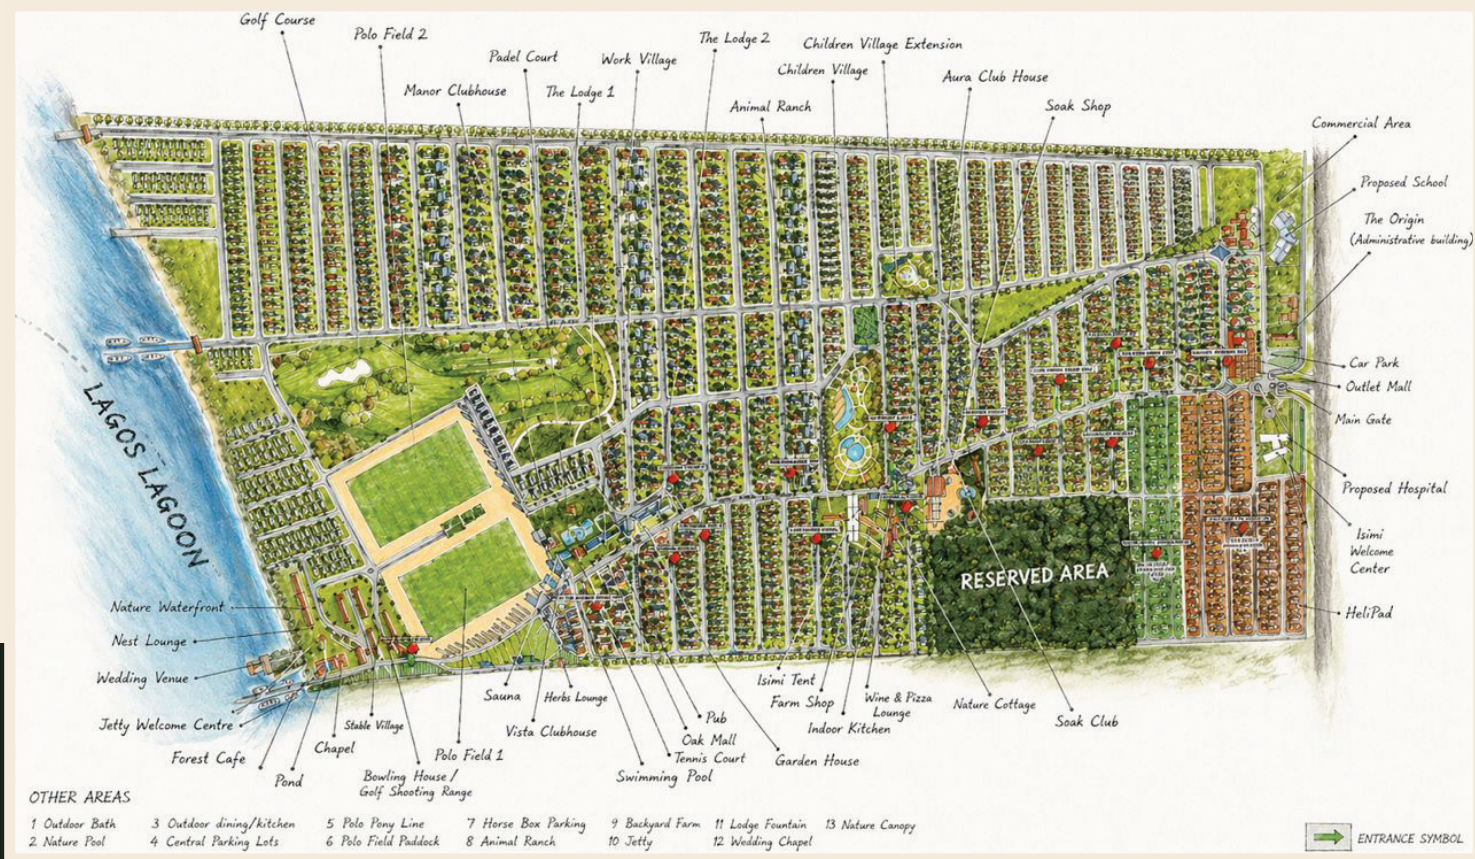 Golf Course
Polo Field 2
Padel Court
Manor Clubhouse
The Lodge 1
Work Village
The Lodge 2
Children Village Extension
Children Village
Animal Ranch
Aura Club House
Soak Shop
Commercial Area
Proposed School
The Origin
(Administrative building)
Car Park
Outlet Mall
Main Gate
Proposed Hospital
Isimi
Welcome
Center
HeliPad
LAGOS LAGOON
RESERVED AREA
Nature Waterfront
Nest Lounge
Wedding Venue
Jetty Welcome Centre
Forest Cafe
Pond
Chapel
Stable Village
Bowling House /
Golf Shooting Range
Polo Field 1
Sauna
Herbs Lounge
Vista Clubhouse
Swimming Pool
Tennis Court
Oak Mall
Pub
Garden House
Isimi Tent
Farm Shop
Indoor Kitchen
Wine & Pizza
Lounge
Nature Cottage
Soak Club
OTHER AREAS
1 Outdoor Bath
2 Nature Pool
3 Outdoor dining/kitchen
4 Central Parking Lots
5 Polo Pony Line
6 Polo Field Paddock
7 Horse Box Parking
8 Animal Ranch
9 Backyard Farm
10 Jetty
11 Lodge Fountain
12 Wedding Chapel
13 Nature Canopy
ENTRANCE SYMBOL